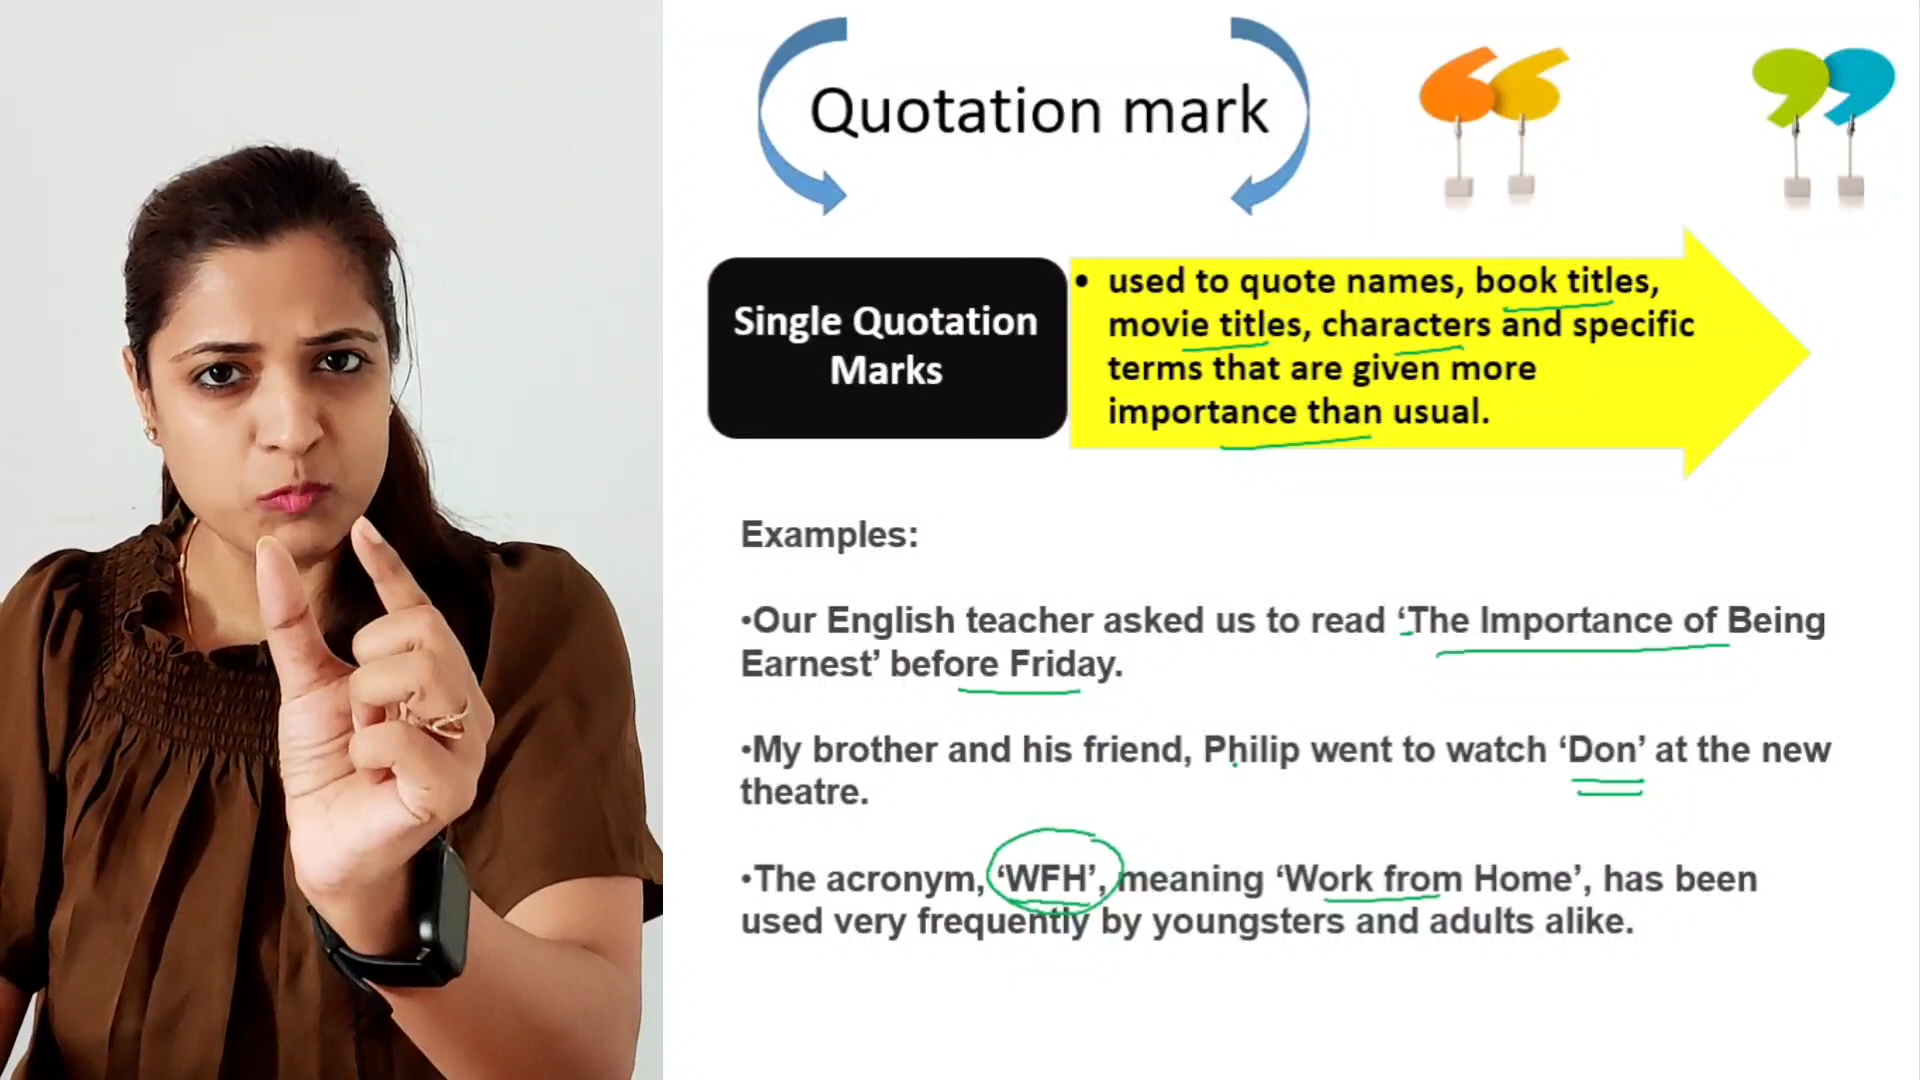 Quotation mark
Single Quotation
Marks
• used to quote names, book titles,
movie titles, characters and specific
terms that are given more
importance than usual.
Examples:
•Our English teacher asked us to read ‘The Importance of Being
Earnest’ before Friday.
•My brother and his friend, Philip went to watch ‘Don’ at the new
theatre.
•The acronym, ‘WFH’, meaning ‘Work from Home’, has been
used very frequently by youngsters and adults alike.